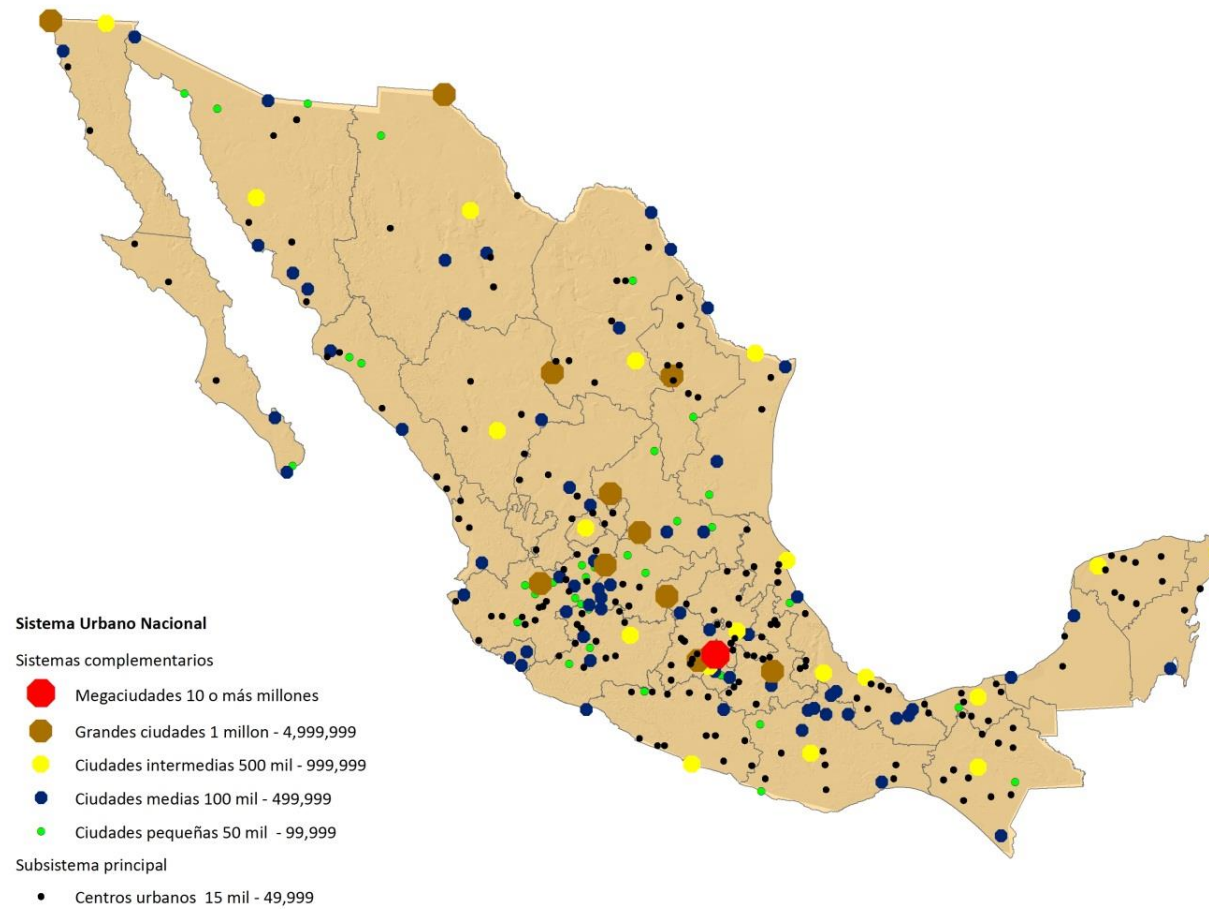 Sistema Urbano Nacional
Sistemas complementarios
Megaciudades 10 o más millones
Grandes ciudades 1 millon - 4,999,999
Ciudades intermedias 500 mil - 999,999
Ciudades medias 100 mil - 499,999
Ciudades pequeñas 50 mil - 99,999
Subsistema principal
Centros urbanos 15 mil - 49,999